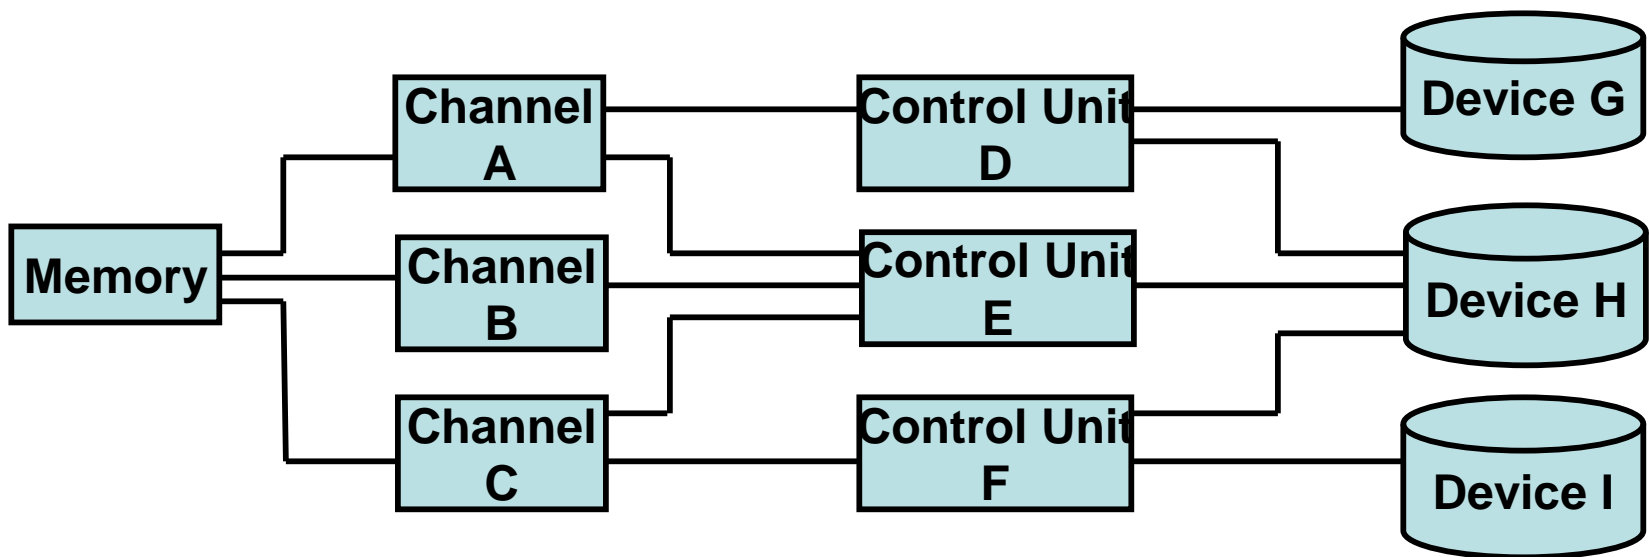 Memory
Channel
A
Channel
B
Channel
C
Control Unit
D
Control Unit
E
Control Unit
F
Device G
Device H
Device I